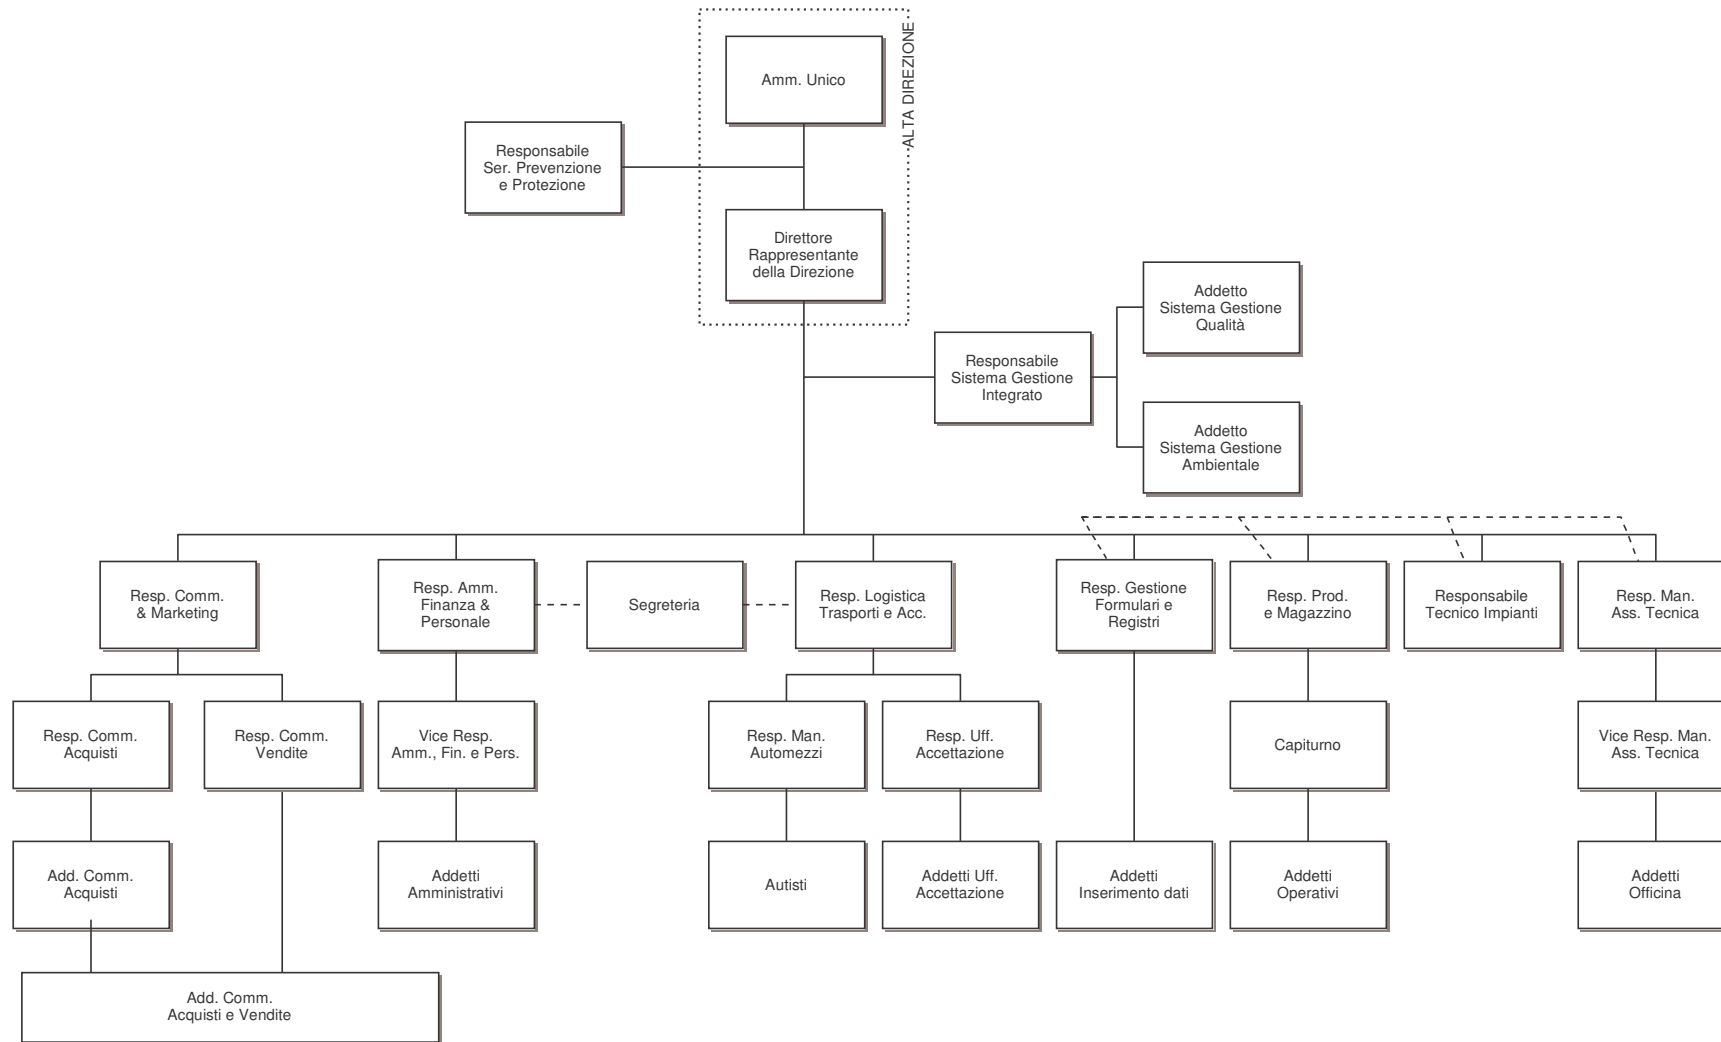 Amm. Unico
ALTA DIREZIONE
Responsabile
Ser. Prevenzione
e Protezione
Direttore
Rappresentante
della Direzione
Addetto
Sistema Gestione
Qualità
Responsabile
Sistema Gestione
Integrato
Addetto
Sistema Gestione
Ambientale
Resp. Comm.
& Marketing
Resp. Amm.
Finanza &
Personale
Segreteria
Resp. Logistica
Trasporti e Acc.
Resp. Gestione
Formulari e
Registri
Resp. Prod.
e Magazzino
Responsabile
Tecnico Impianti
Resp. Man.
Ass. Tecnica
Resp. Comm.
Acquisti
Resp. Comm.
Vendite
Vice Resp.
Amm., Fin. e Pers.
Resp. Man.
Automezzi
Resp. Uff.
Accettazione
Capiturno
Vice Resp. Man.
Ass. Tecnica
Add. Comm.
Acquisti
Addetti
Amministrativi
Autisti
Addetti Uff.
Accettazione
Addetti
Inserimento dati
Addetti
Operativi
Addetti
Officina
Add. Comm.
Acquisti e Vendite